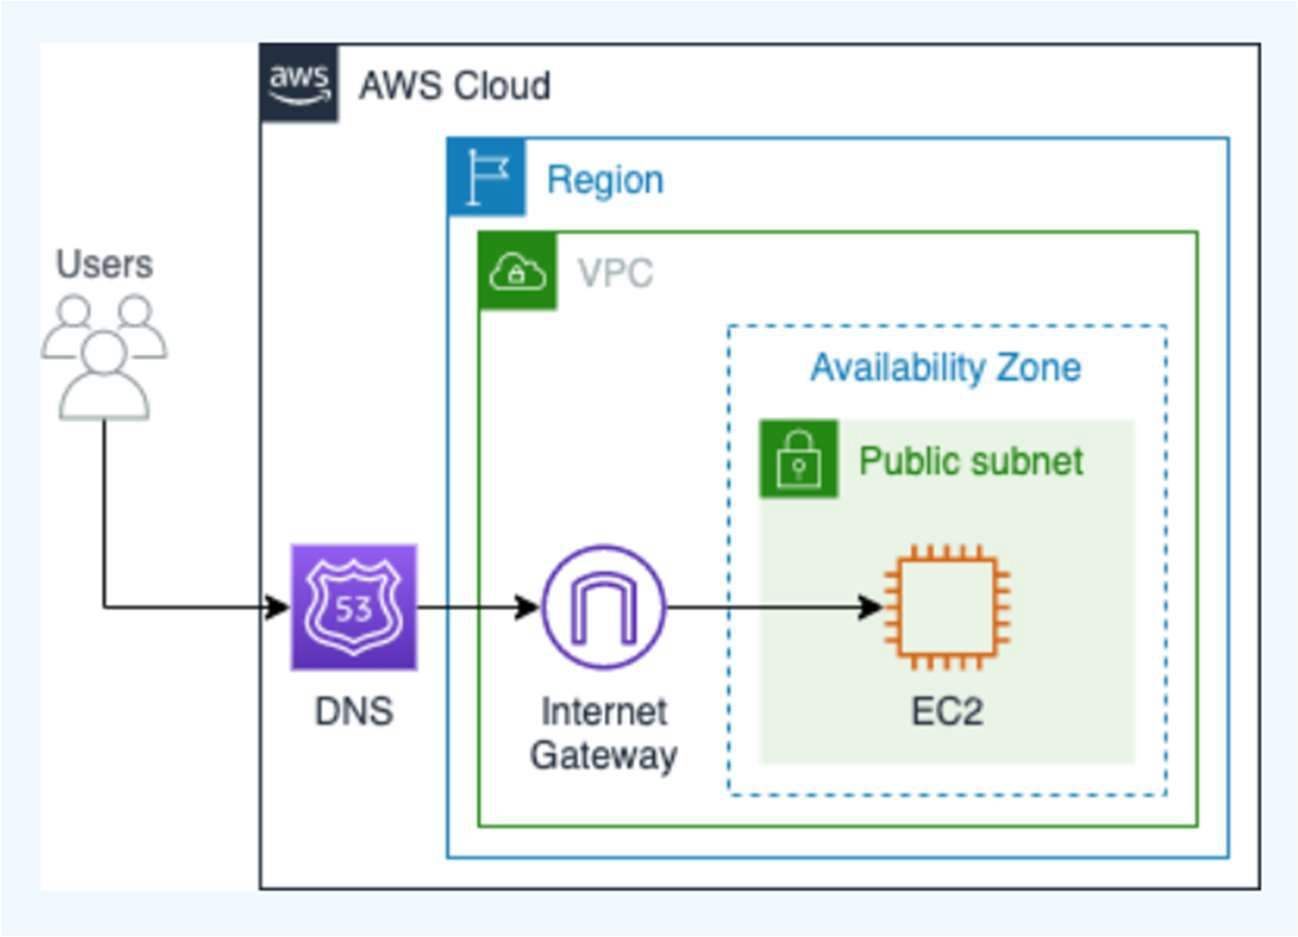 aws
AWS Cloud
Region
VPC
Users
Availability Zone
Public subnet
53
DNS
Internet
Gateway
EC2